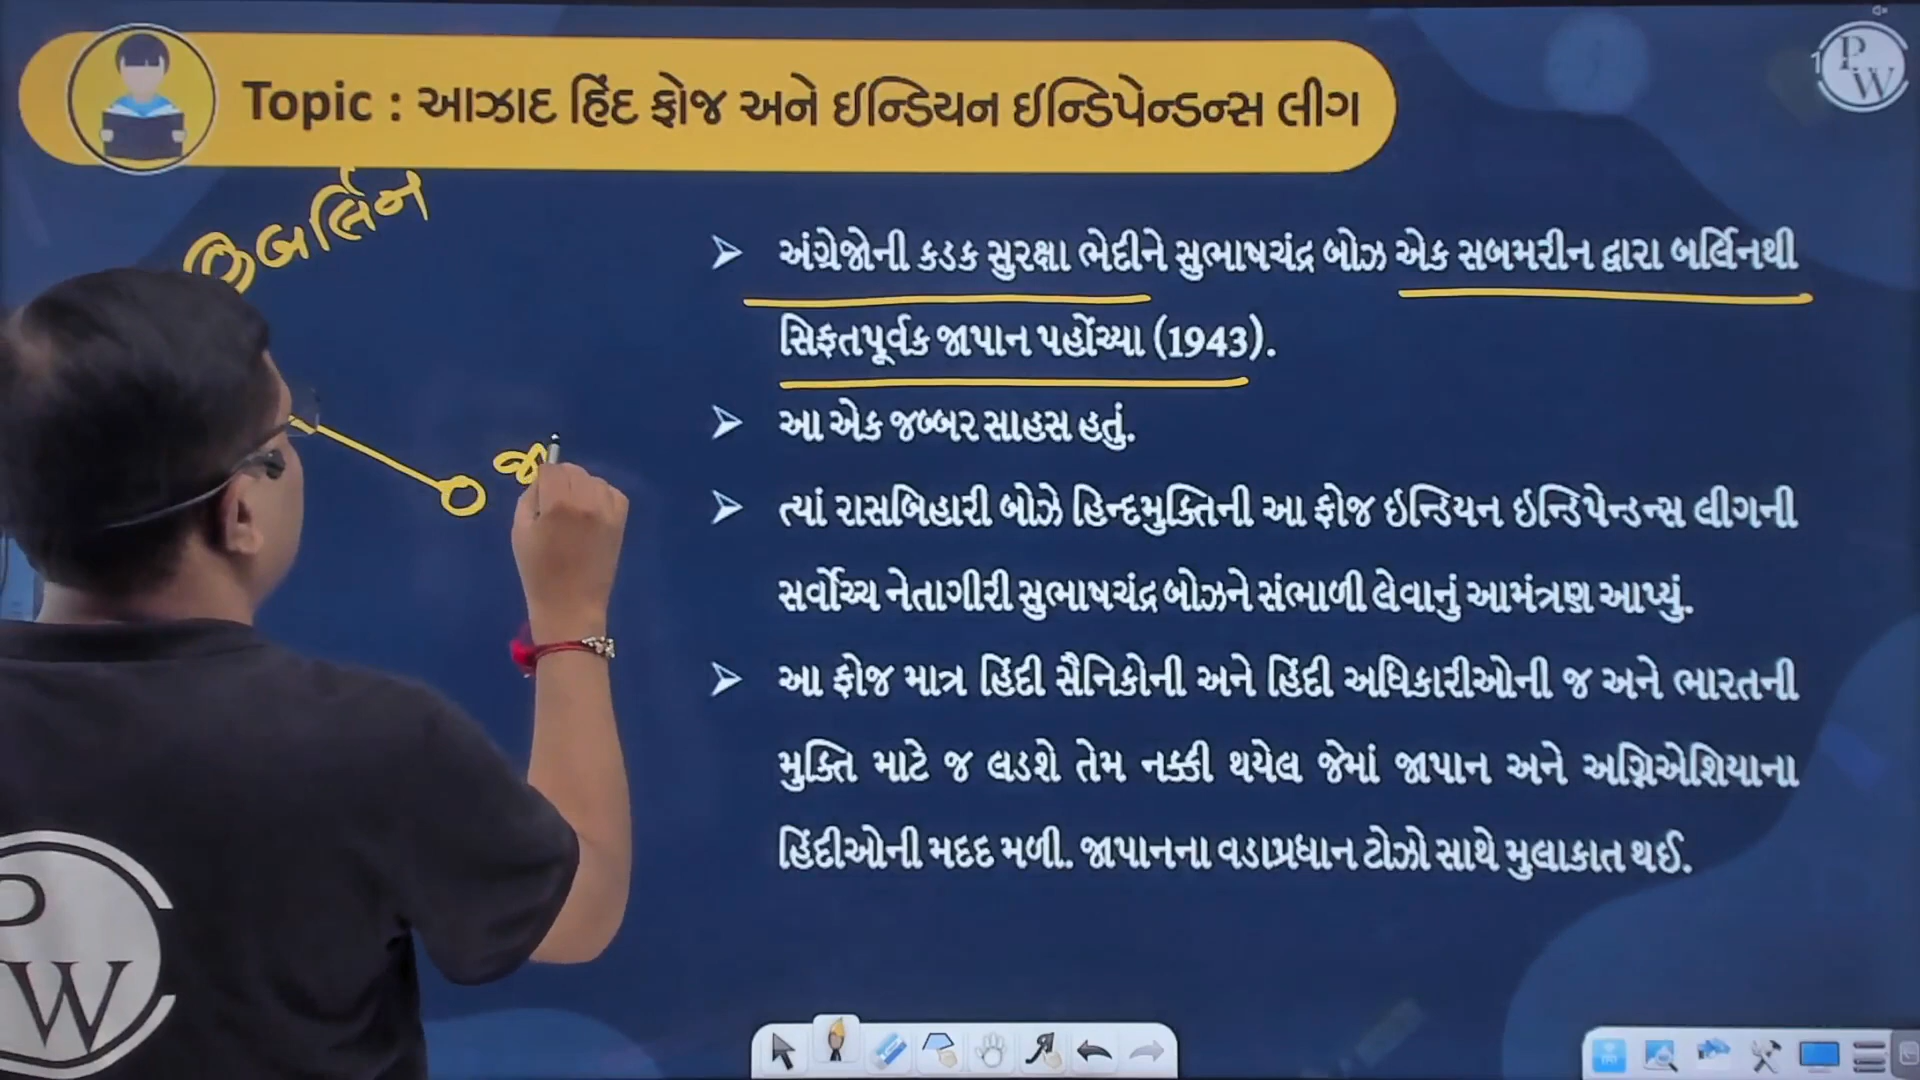 Topic : આઝાદ હિંદ ફોજ અને ઇન્ડિયન ઇન્ડિપેન્ડન્સ લીગ
PW
બર્લિન
➢ અંગ્રેજોની કડક સુરક્ષા ભેદીને સુભાષચંદ્ર બોઝ એક સબમરીન દ્વારા બર્લિનથી
સિફતપૂર્વક જાપાન પહોંચ્યા (1943).
➢ આ એક જબ્બર સાહસ હતું.
જા
➢ ત્યાં રાસબિહારી બોઝે હિન્દમુક્તિની આ ફોજ ઇન્ડિયન ઇન્ડિપેન્ડન્સ લીગની
સર્વોચ્ચ નેતાગીરી સુભાષચંદ્ર બોઝને સંભાળી લેવાનું આમંત્રણ આપ્યું.
➢ આ ફોજ માત્ર હિંદી સૈનિકોની અને હિંદી અધિકારીઓની જ અને ભારતની
મુક્તિ માટે જ લડશે તેમ નક્કી થયેલ જેમાં જાપાન અને અગ્નિએશિયાના
હિંદીઓની મદદ મળી. જાપાનના વડાપ્રધાન ટોઝો સાથે મુલાકાત થઈ.
PW